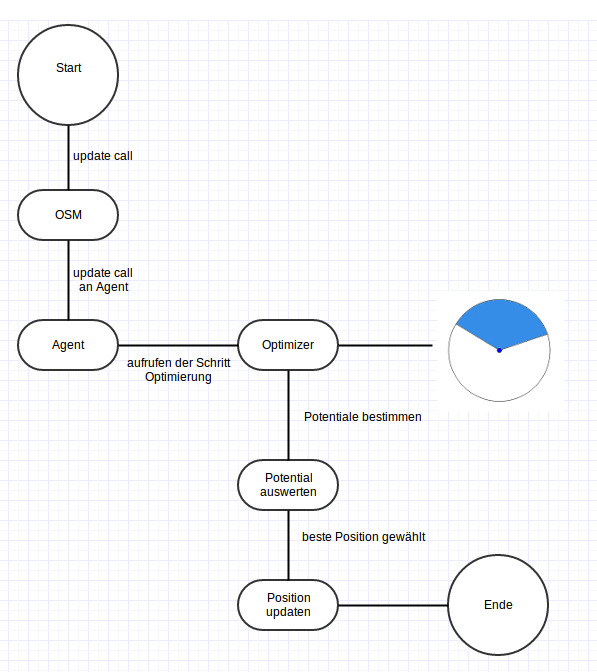 Start
update call
OSM
update call
an Agent
Agent
aufrufen der Schritt
Optimierung
Optimizer
Potentiale bestimmen
Potential
auswerten
beste Position gewählt
Position
updaten
Ende